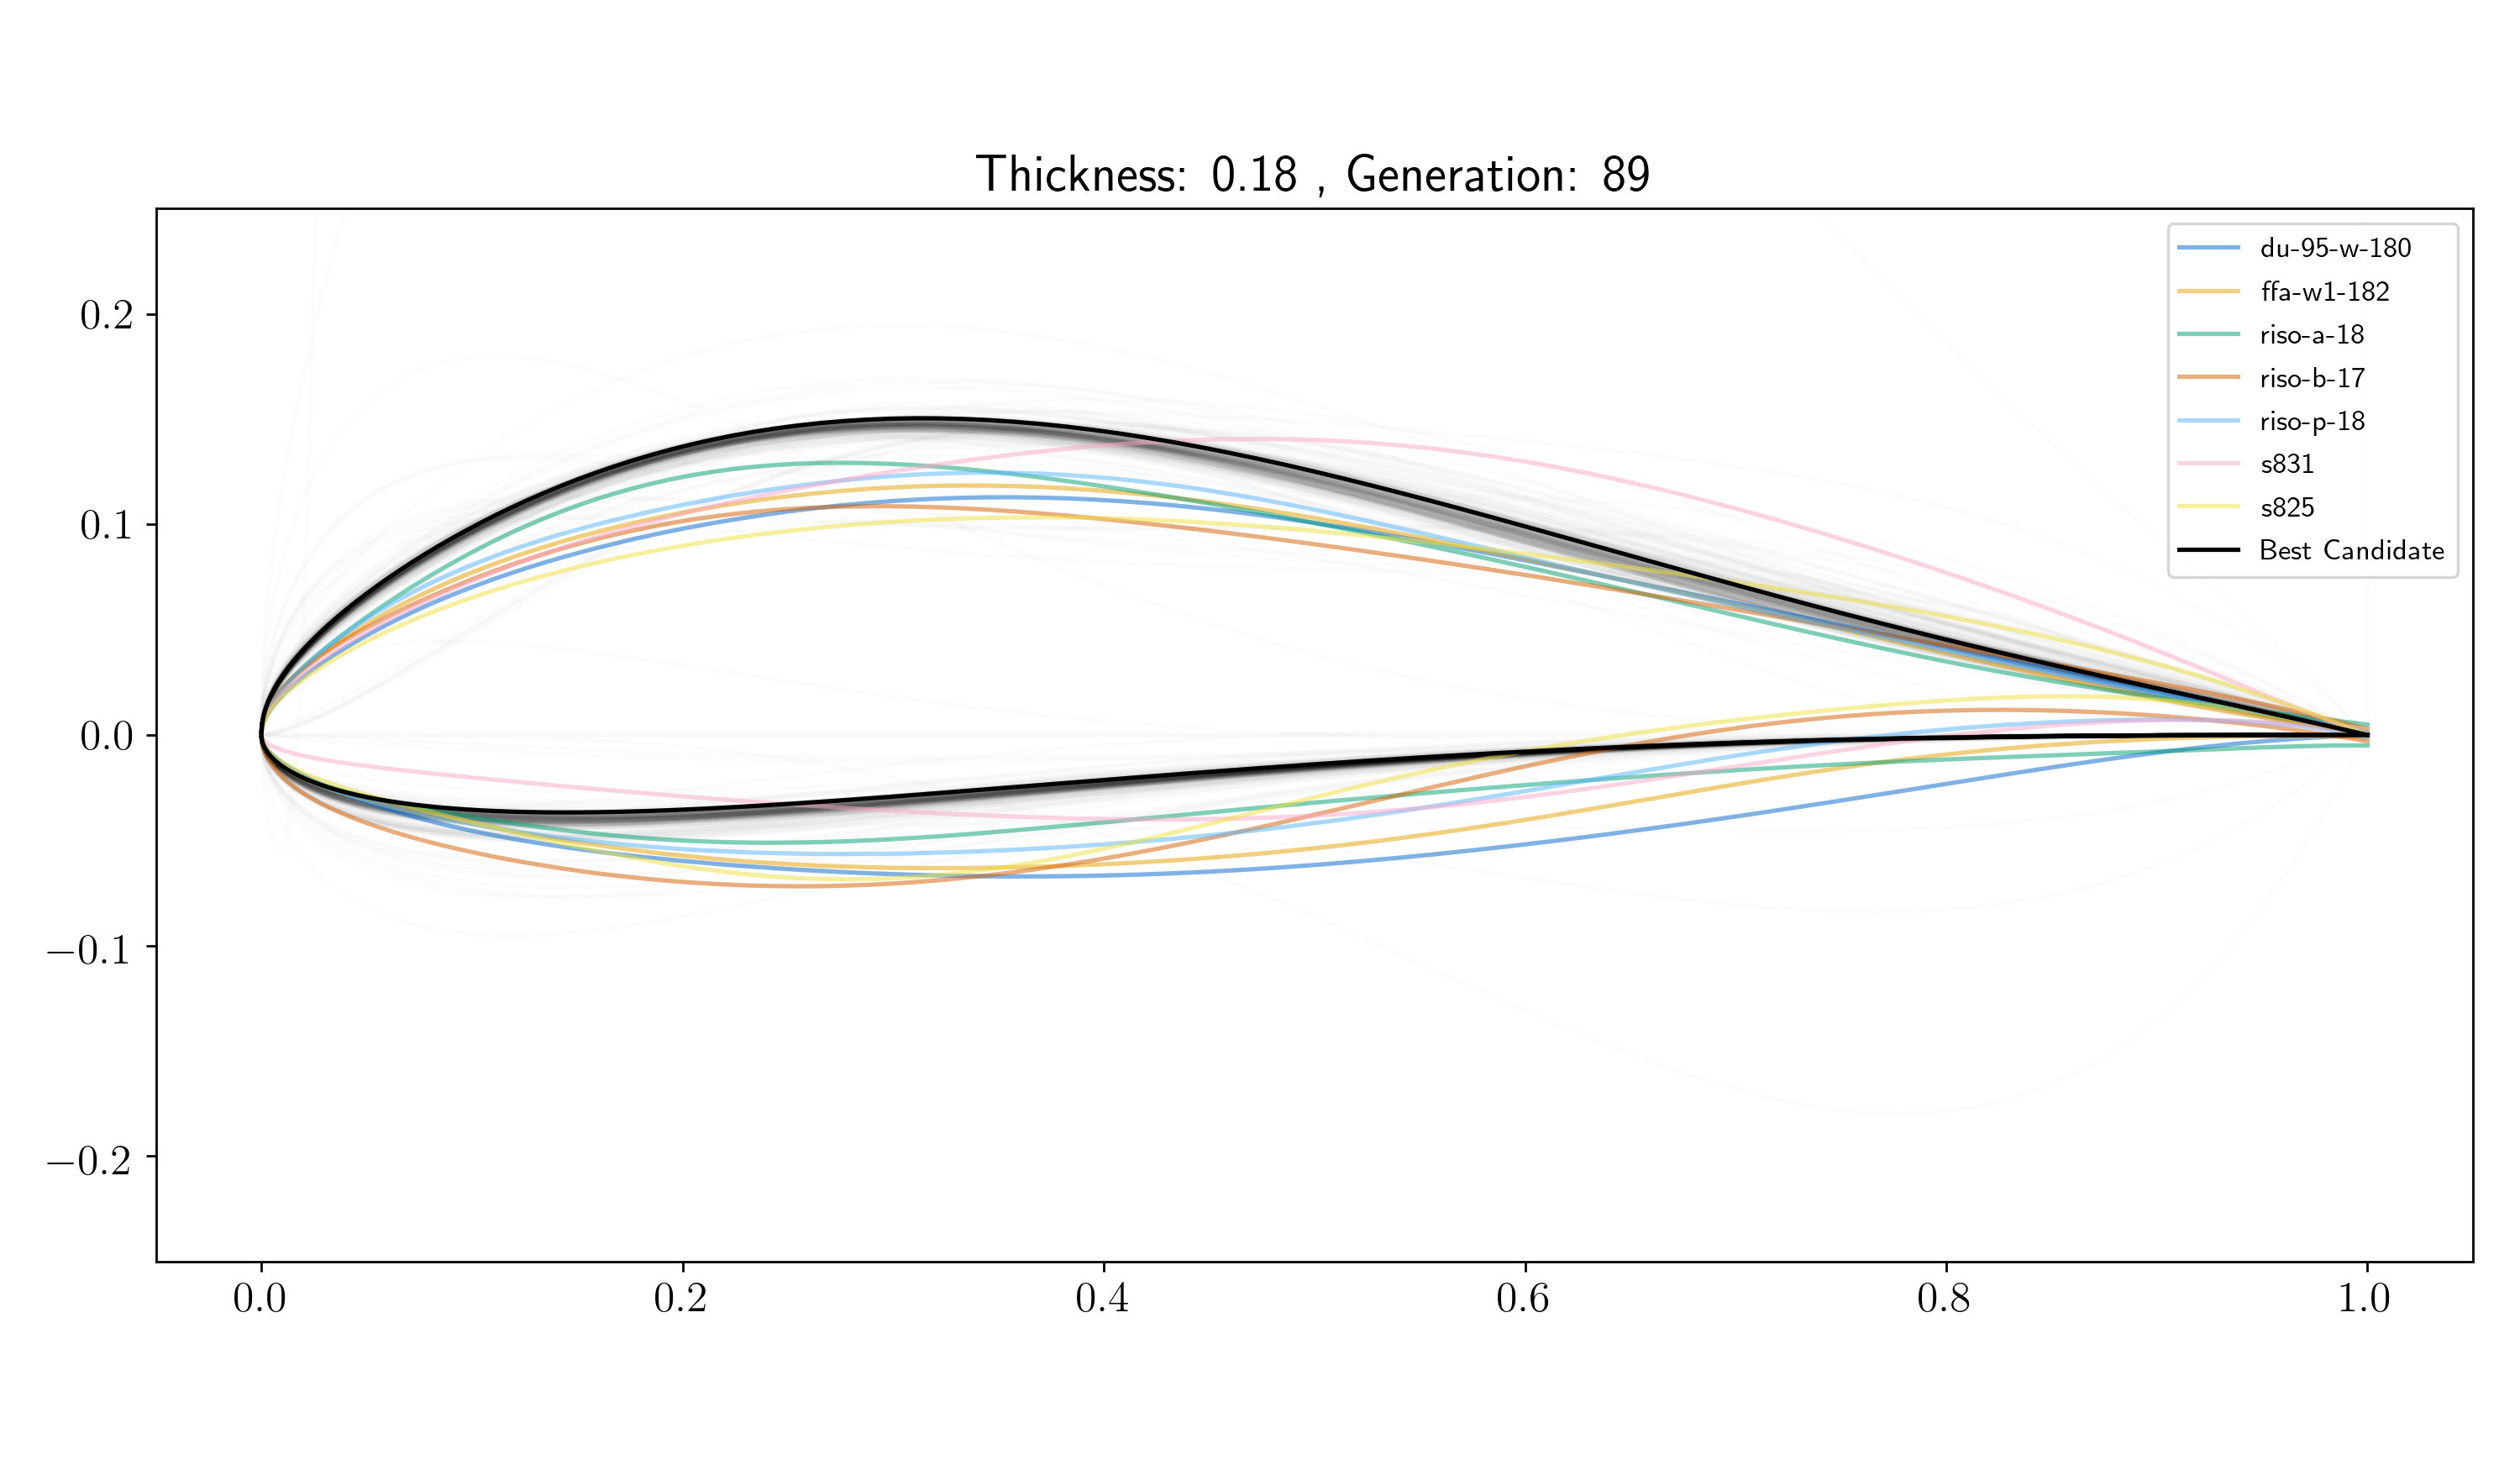 Thickness: 0.18 , Generation: 89
du-95-w-180
ffa-w1-182
riso-a-18
riso-b-17
riso-p-18
s831
s825
Best Candidate
0.2
0.1
0.0
−0.1
−0.2
0.0 0.2 0.4 0.6 0.8 1.0